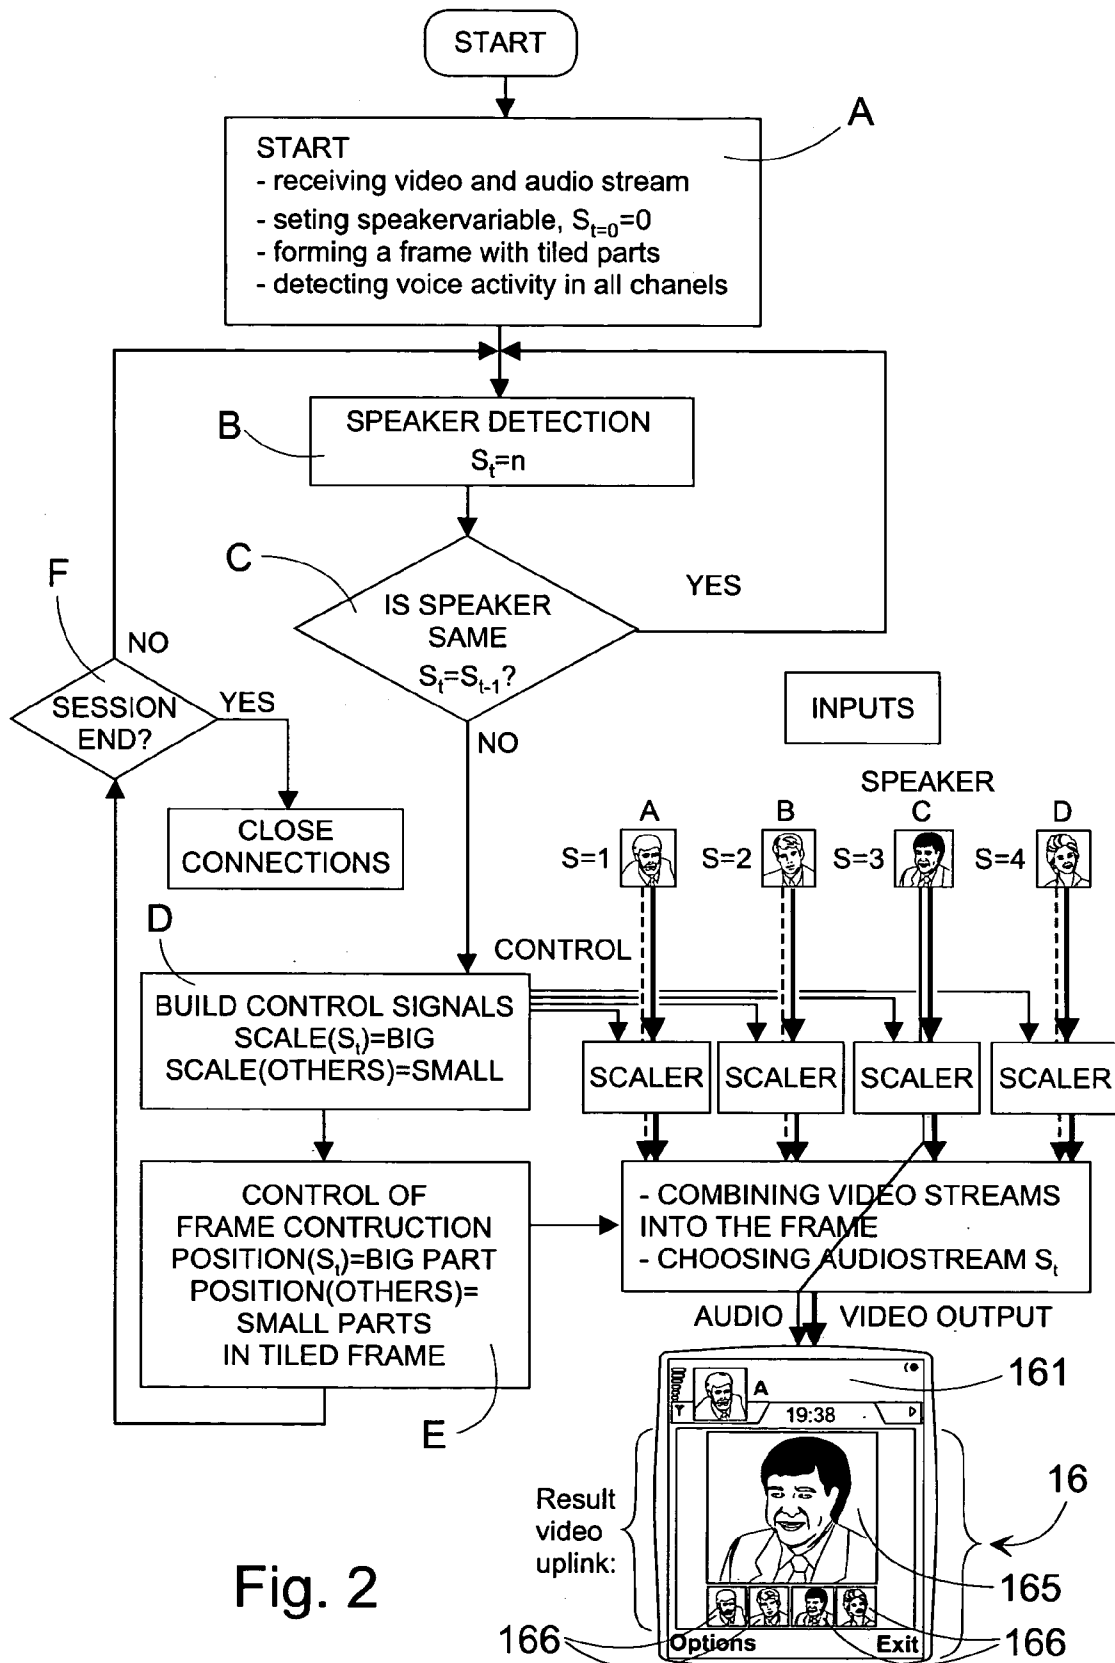 START
A
START
- receiving video and audio stream
- seting speakervariable, Sₜ₌₀=0
- forming a frame with tiled parts
- detecting voice activity in all chanels
B
SPEAKER DETECTION
Sₜ=n
C
IS SPEAKER
SAME
Sₜ=Sₜ₋₁?
YES
NO
F
NO
SESSION
END?
YES
CLOSE
CONNECTIONS
INPUTS
SPEAKER
A
B
C
D
S=1
S=2
S=3
S=4
D
CONTROL
BUILD CONTROL SIGNALS
SCALE(Sₜ)=BIG
SCALE(OTHERS)=SMALL
SCALER
SCALER
SCALER
SCALER
CONTROL OF
FRAME CONTRUCTION
POSITION(Sₜ)=BIG PART
POSITION(OTHERS)=
SMALL PARTS
IN TILED FRAME
E
- COMBINING VIDEO STREAMS
INTO THE FRAME
- CHOOSING AUDIOSTREAM Sₜ
AUDIO
VIDEO OUTPUT
A
161
19:38
Result
video
uplink:
16
165
166
166
Options
Exit
Fig. 2